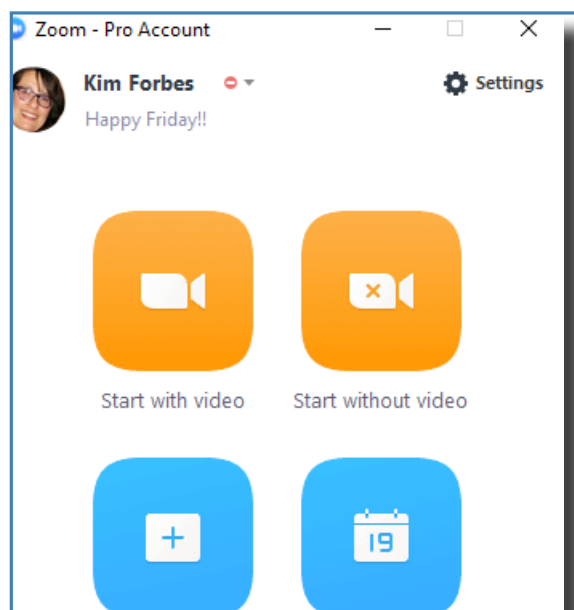 Zoom - Pro Account
Kim Forbes
Settings
Happy Friday!!
Start with video
Start without video
19